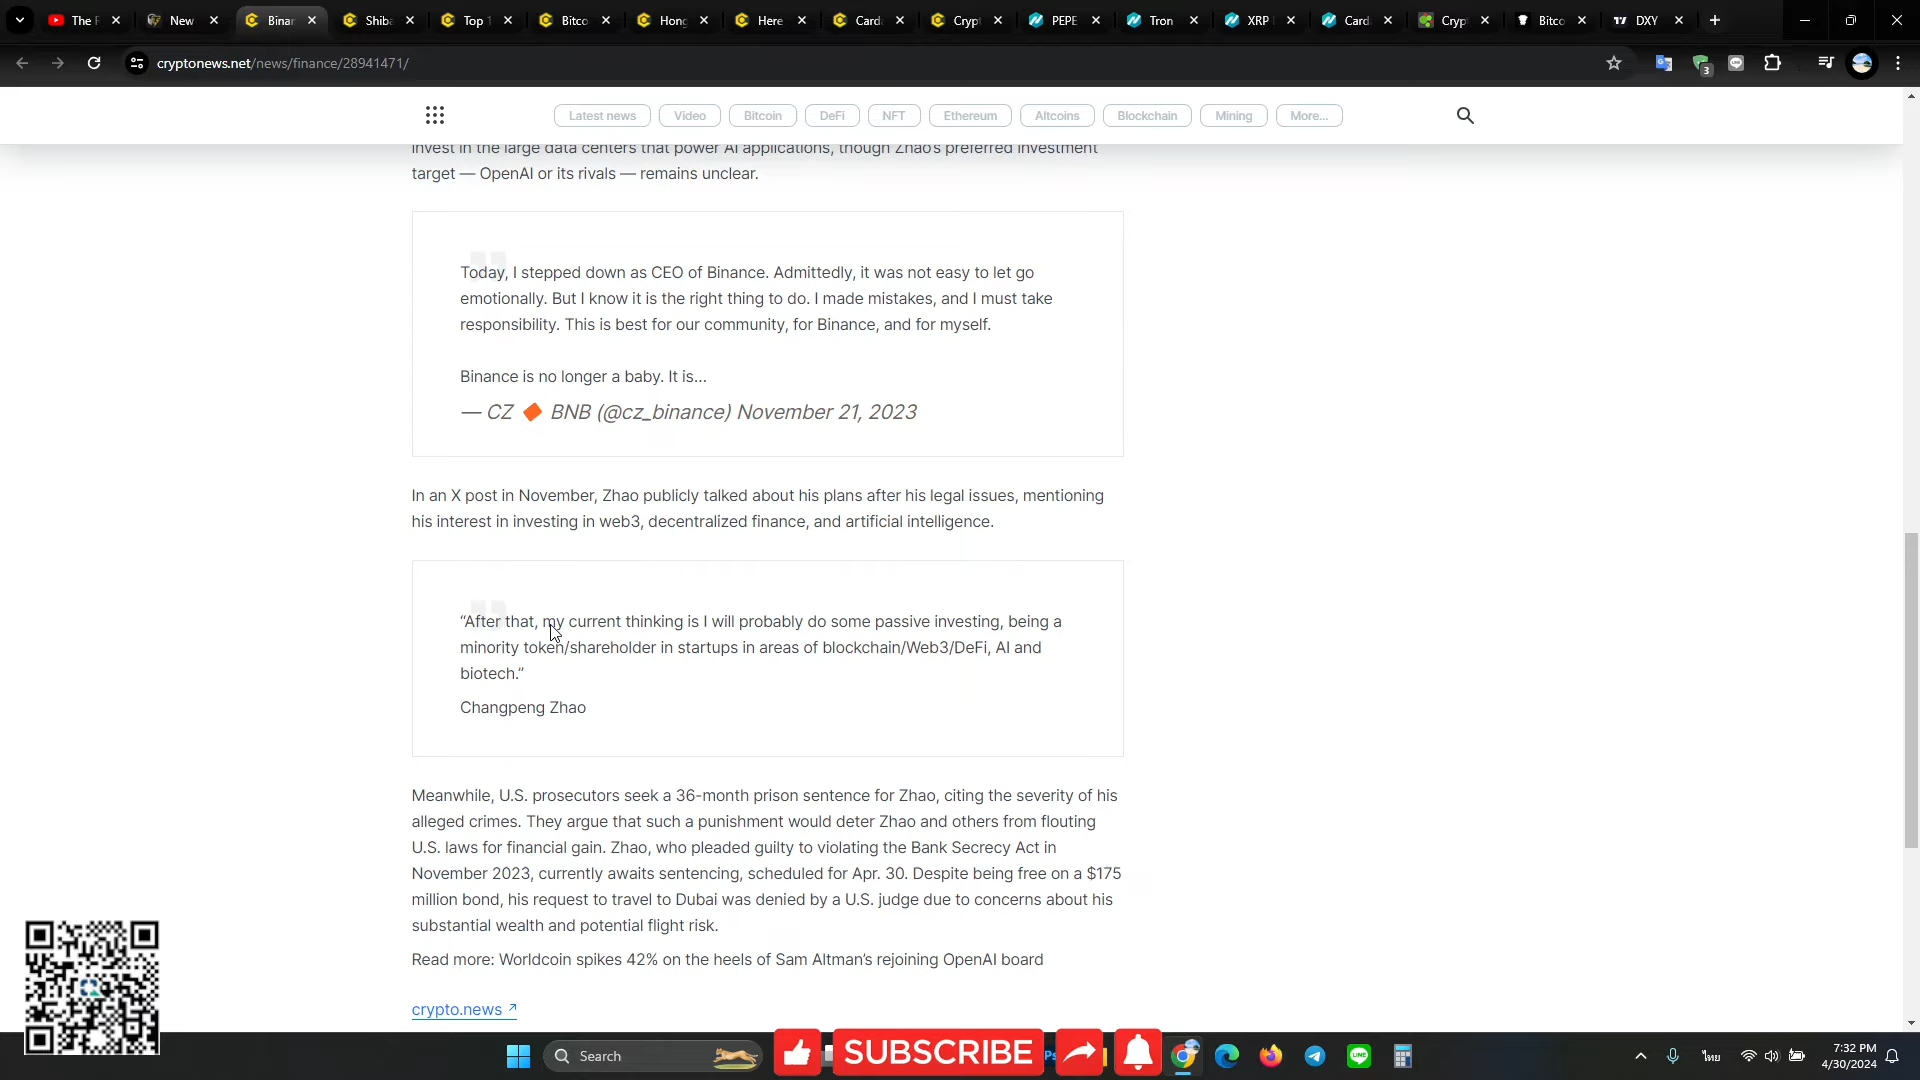 The F
New
Binar
Shiba
Top 1
Bitco
Hong
Here
Card
Crypt
PEPE
Tron
XRP
Card
Cryp
Bitco
DXY
cryptonews.net/news/finance/28941471/
3
Latest news
Video
Bitcoin
DeFi
NFT
Ethereum
Altcoins
Blockchain
Mining
More...
invest in the large data centers that power AI applications, though Zhao's preferred investment
target — OpenAI or its rivals — remains unclear.
Today, I stepped down as CEO of Binance. Admittedly, it was not easy to let go
emotionally. But I know it is the right thing to do. I made mistakes, and I must take
responsibility. This is best for our community, for Binance, and for myself.
Binance is no longer a baby. It is...
— CZ 🔶 BNB (@cz_binance) November 21, 2023
In an X post in November, Zhao publicly talked about his plans after his legal issues, mentioning
his interest in investing in web3, decentralized finance, and artificial intelligence.
“After that, my current thinking is I will probably do some passive investing, being a
minority token/shareholder in startups in areas of blockchain/Web3/DeFi, AI and
biotech.”
Changpeng Zhao
Meanwhile, U.S. prosecutors seek a 36-month prison sentence for Zhao, citing the severity of his
alleged crimes. They argue that such a punishment would deter Zhao and others from flouting
U.S. laws for financial gain. Zhao, who pleaded guilty to violating the Bank Secrecy Act in
November 2023, currently awaits sentencing, scheduled for Apr. 30. Despite being free on a $175
million bond, his request to travel to Dubai was denied by a U.S. judge due to concerns about his
substantial wealth and potential flight risk.
Read more: Worldcoin spikes 42% on the heels of Sam Altman's rejoining OpenAI board
crypto.news ↗
Search
SUBSCRIBE
Ps
LINE
ไทย
7:32 PM
4/30/2024